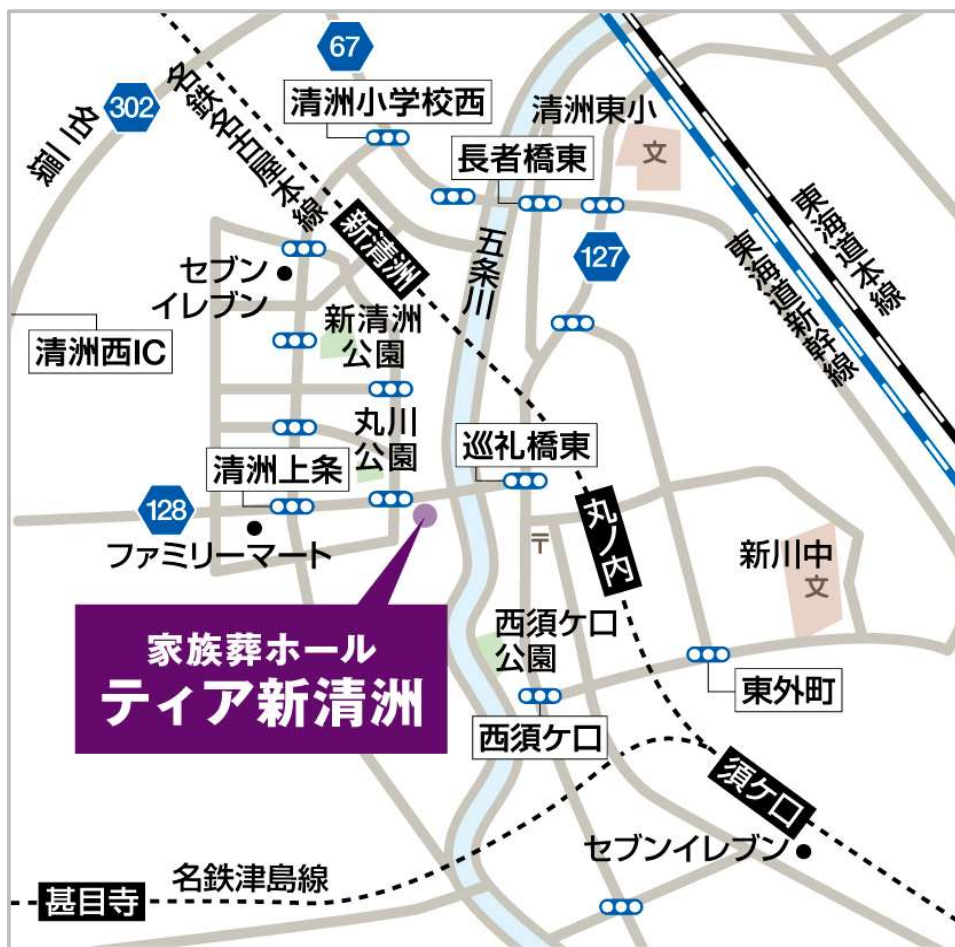 67
302
名二環
名鉄名古屋本線
清洲小学校西
清洲東小
文
長者橋東
新清洲
五条川
127
東海道本線
東海道新幹線
セブン
イレブン
清洲西IC
新清洲
公園
丸川
公園
清洲上条
巡礼橋東
128
ファミリーマート
〒
丸ノ内
新川中
文
家族葬ホール
ティア新清洲
西須ケ口
公園
西須ケ口
東外町
須ケ口
セブンイレブン
名鉄津島線
甚目寺